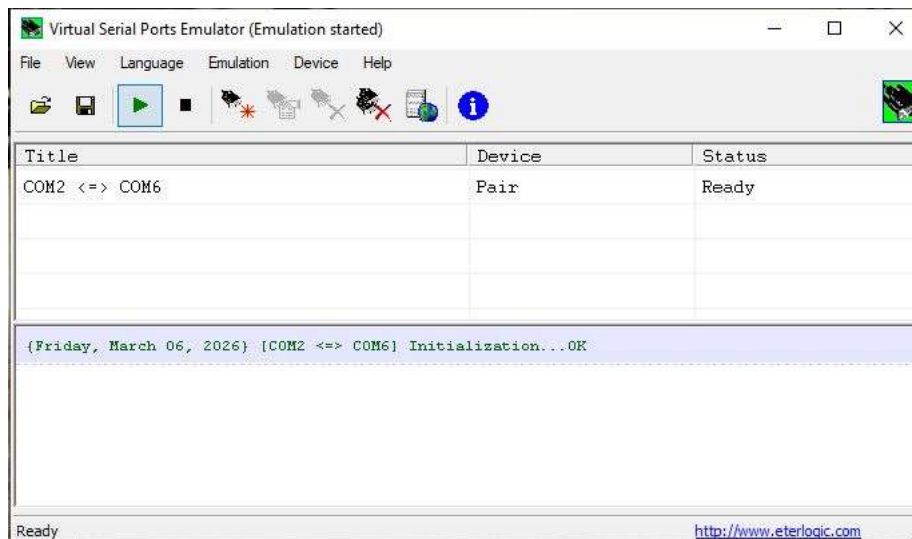 Virtual Serial Ports Emulator (Emulation started)
File View Language Emulation Device Help
Title Device Status
COM2 <=> COM6 Pair Ready
{Friday, March 06, 2026} [COM2 <=> COM6] Initialization...OK
Ready http://www.eterlogic.com